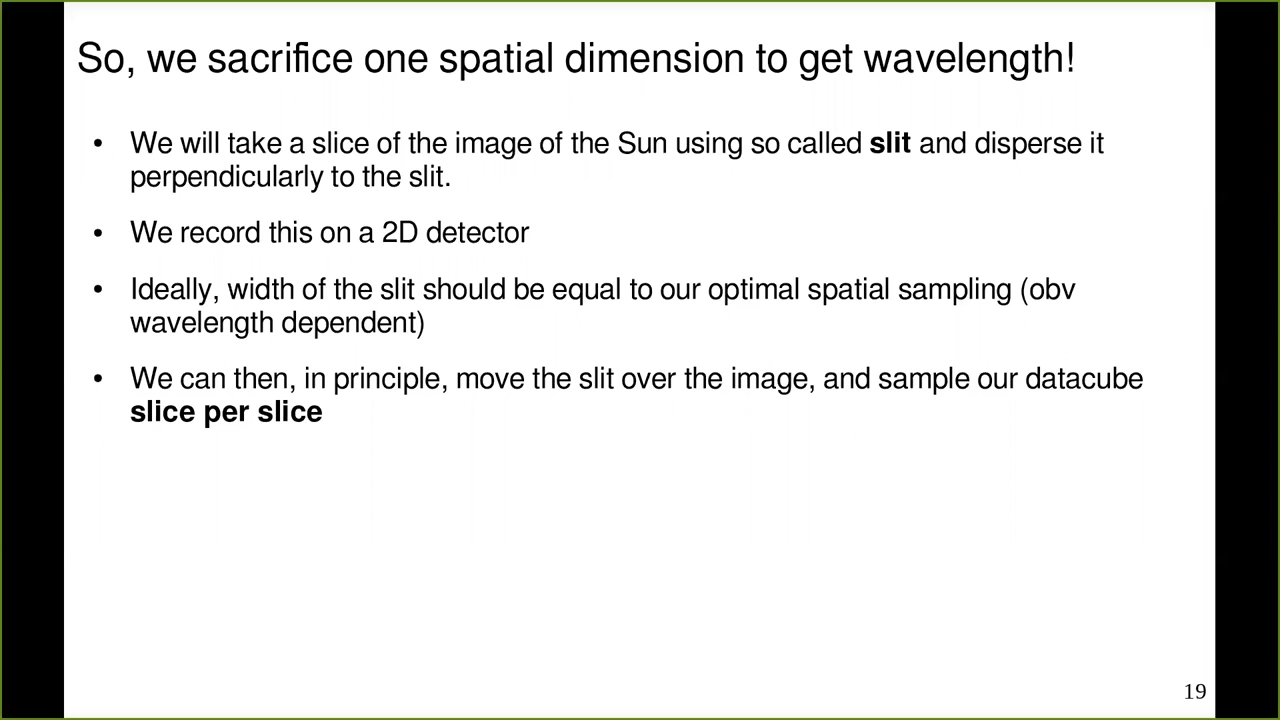 So, we sacrifice one spatial dimension to get wavelength!
• We will take a slice of the image of the Sun using so called slit and disperse it
perpendicularly to the slit.
• We record this on a 2D detector
• Ideally, width of the slit should be equal to our optimal spatial sampling (obv
wavelength dependent)
• We can then, in principle, move the slit over the image, and sample our datacube
slice per slice
19